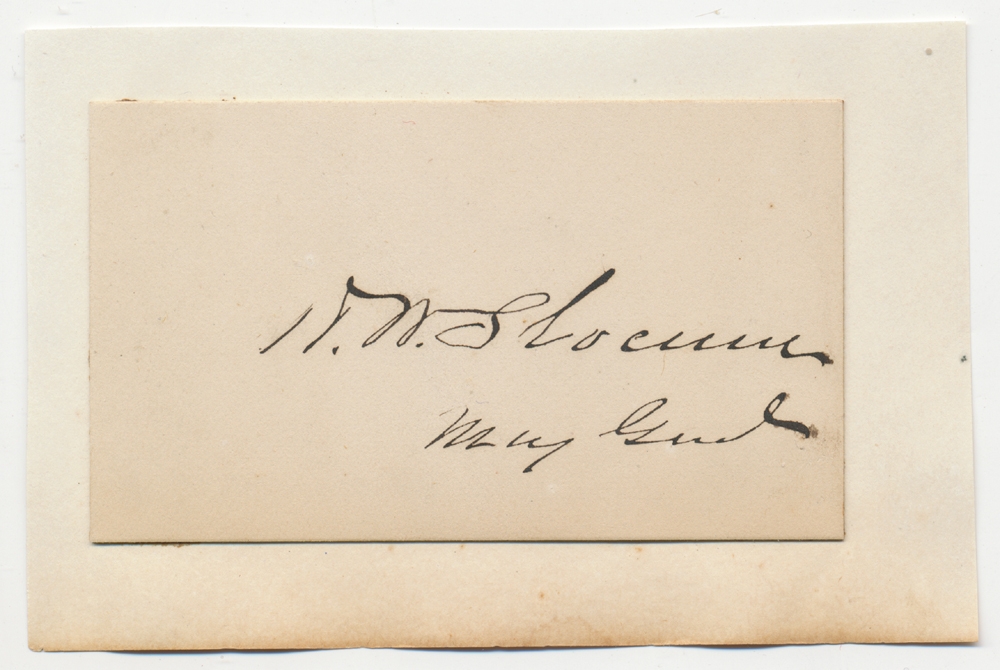 H. W. Slocum
Maj Genl